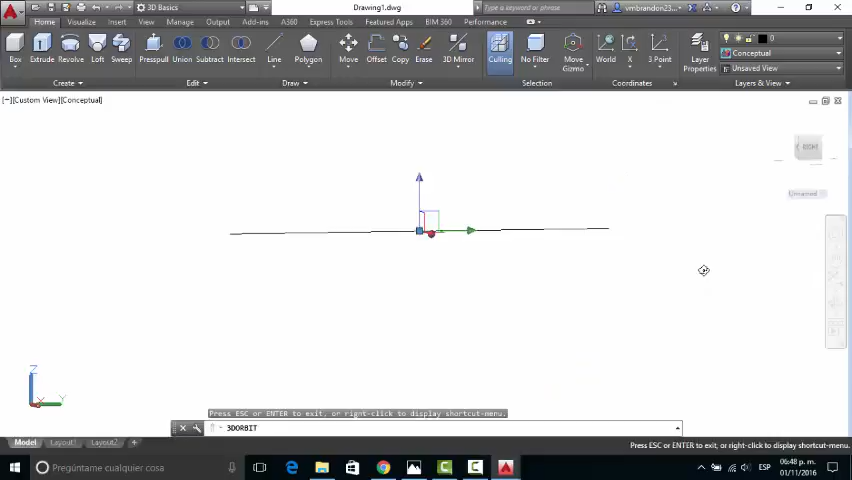 3D Basics
Drawing1.dwg
Type a keyword or phrase
vmbrandon23...
Home
Visualize
Insert
View
Manage
Output
Add-ins
A360
Express Tools
Featured Apps
BIM 360
Performance
Box
Extrude
Revolve
Loft
Sweep
Presspull
Union
Subtract
Intersect
Line
Polygon
Move
Offset
Copy
Erase
3D Mirror
Culling
No Filter
Move
Gizmo
World
X
3 Point
Layer
Properties
0
Conceptual
Unsaved View
Create
Edit
Draw
Modify
Selection
Coordinates
Layers & View
[−][Custom View][Conceptual]
Unnamed
Z
X
Y
Press ESC or ENTER to exit, or right-click to display shortcut-menu.
3DORBIT
Model
Layout1
Layout2
Press ESC or ENTER to exit, or right-click to display shortcut-menu.
Pregúntame cualquier cosa
ESP
06:48 p. m.
01/11/2016